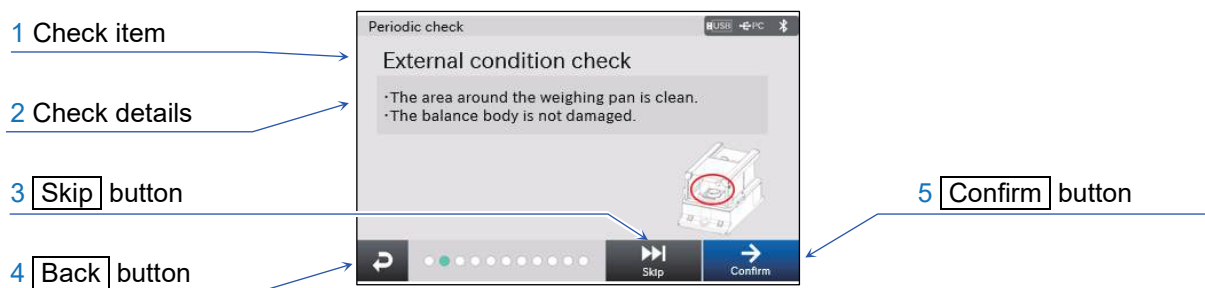 1 Check item
2 Check details
3 Skip button
4 Back button
Periodic check
USB PC
External condition check
・The area around the weighing pan is clean.
・The balance body is not damaged.
Skip
Confirm
5 Confirm button